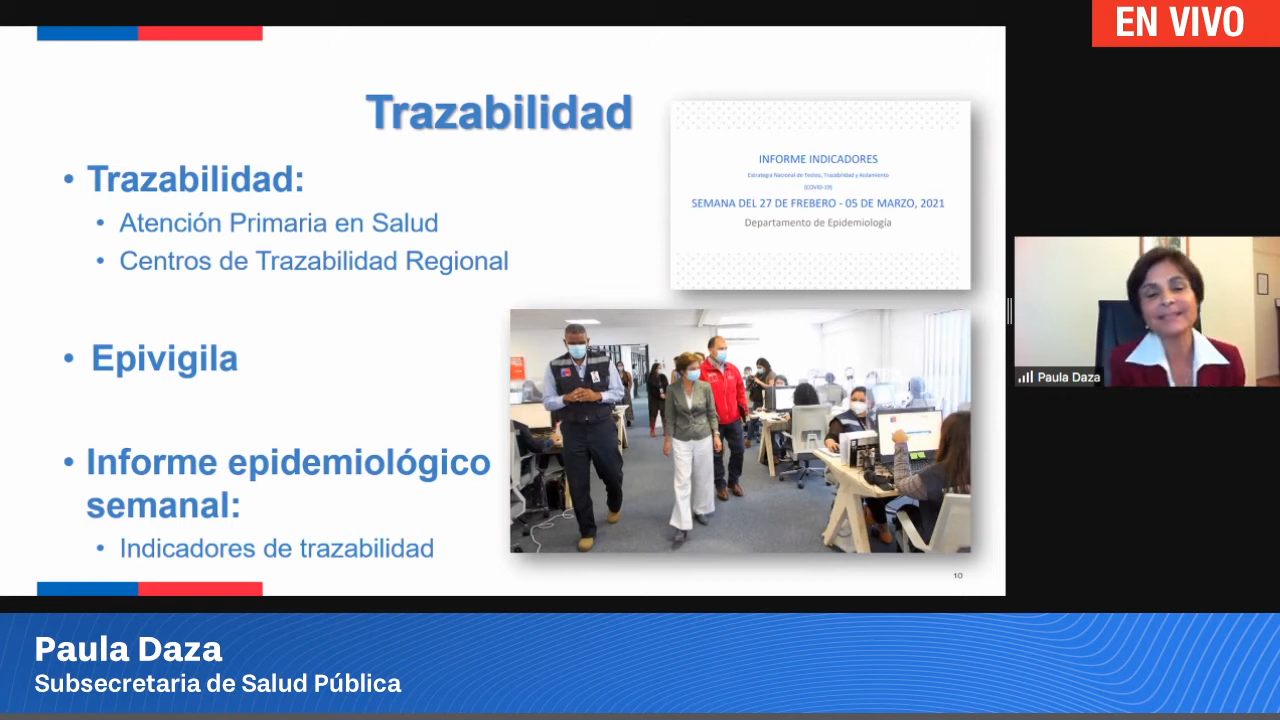 EN VIVO
Trazabilidad
• Trazabilidad:
• Atención Primaria en Salud
• Centros de Trazabilidad Regional
• Epivigila
• Informe epidemiológico
semanal:
• Indicadores de trazabilidad
INFORME INDICADORES
Estrategia Nacional de Testeo, Trazabilidad y Aislamiento
(COVID-19)
SEMANA DEL 27 DE FREBERO - 05 DE MARZO, 2021
Departamento de Epidemiología
10
Paula Daza
Paula Daza
Subsecretaria de Salud Pública